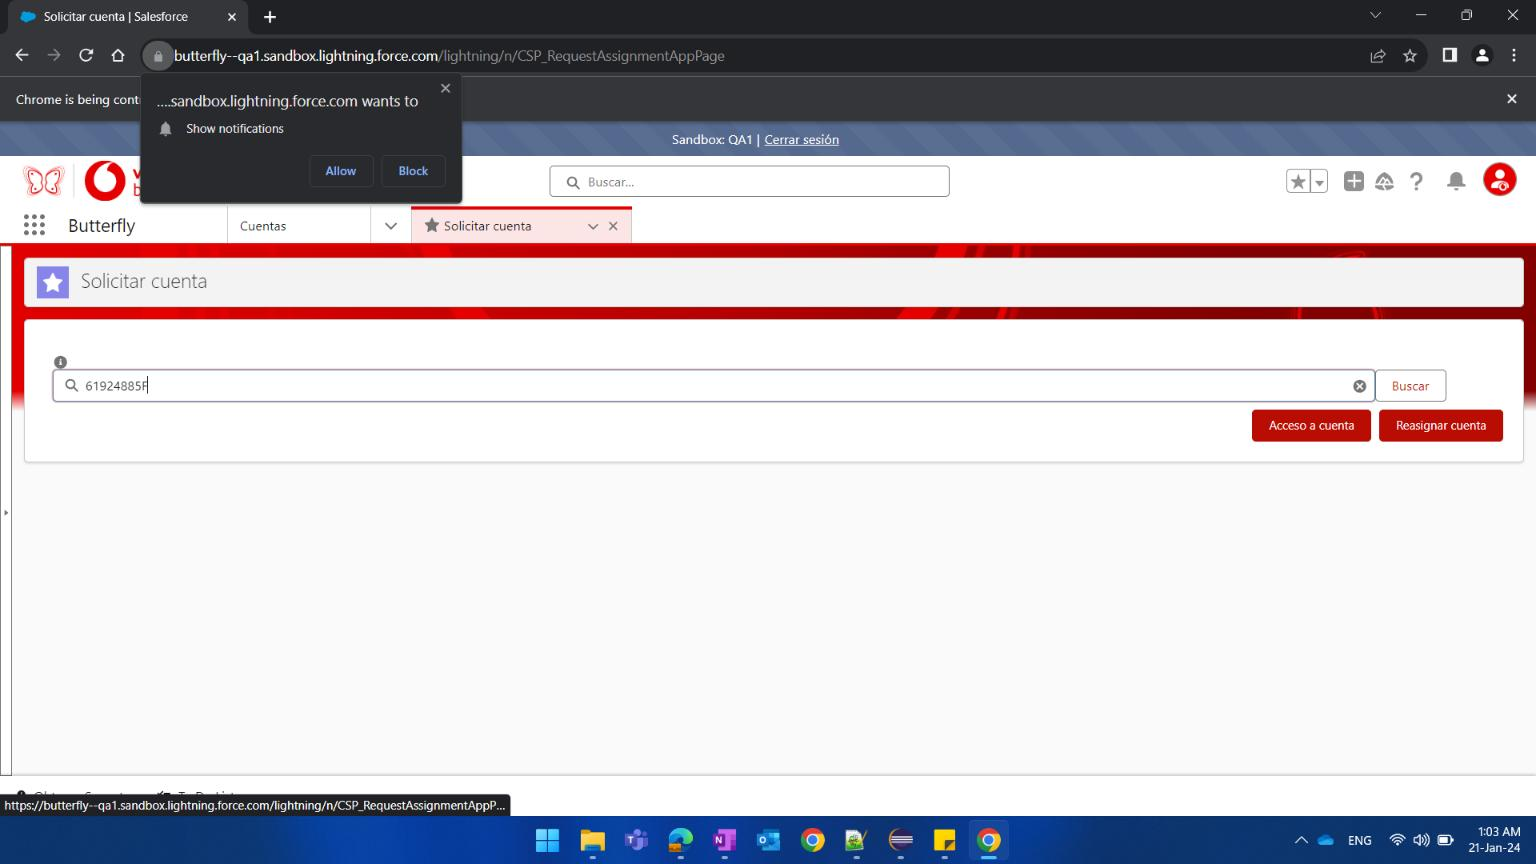 Solicitar cuenta | Salesforce
butterfly--qa1.sandbox.lightning.force.com/lightning/n/CSP_RequestAssignmentAppPage
Chrome is being cont
....sandbox.lightning.force.com wants to
Show notifications
Allow
Block
Sandbox: QA1 | Cerrar sesión
Buscar...
Butterfly
Cuentas
Solicitar cuenta
Solicitar cuenta
61924885F
Buscar
Acceso a cuenta
Reasignar cuenta
https://butterfly--qa1.sandbox.lightning.force.com/lightning/n/CSP_RequestAssignmentAppP...
ENG
1:03 AM
21-Jan-24